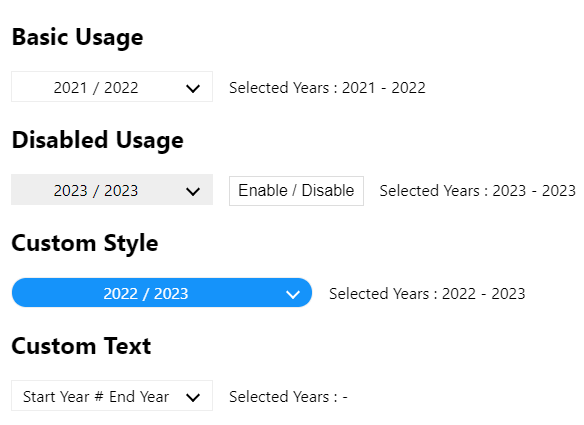 Basic Usage
2021 / 2022 Selected Years : 2021 - 2022
Disabled Usage
2023 / 2023 Enable / Disable Selected Years : 2023 - 2023
Custom Style
2022 / 2023 Selected Years : 2022 - 2023
Custom Text
Start Year # End Year Selected Years : -